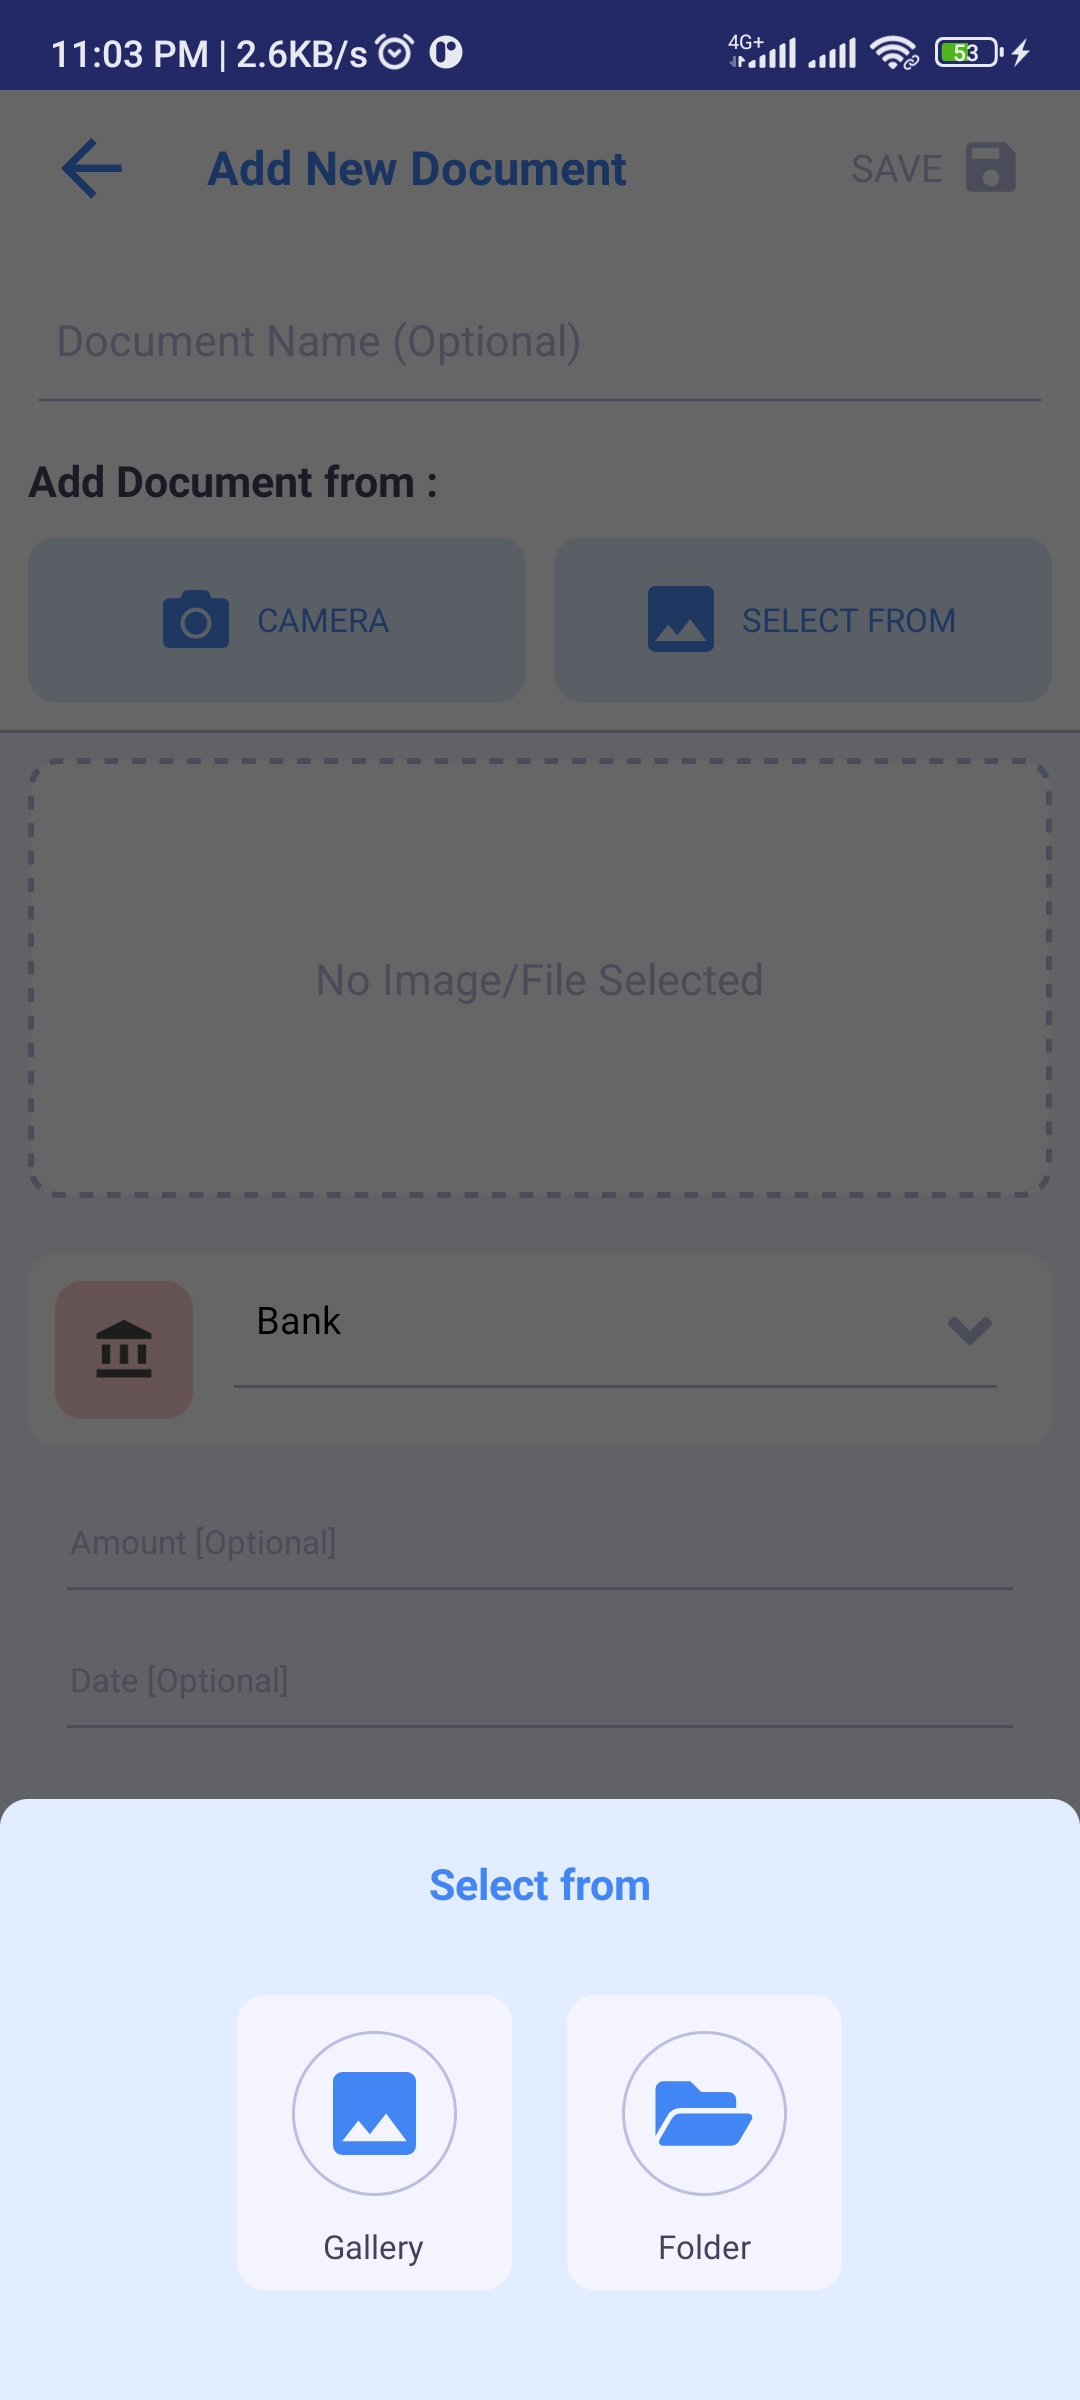 11:03 PM | 2.6KB/s
4G+
53
Add New Document
SAVE
Document Name (Optional)
Add Document from :
CAMERA
SELECT FROM
No Image/File Selected
Bank
Amount [Optional]
Date [Optional]
Select from
Gallery
Folder